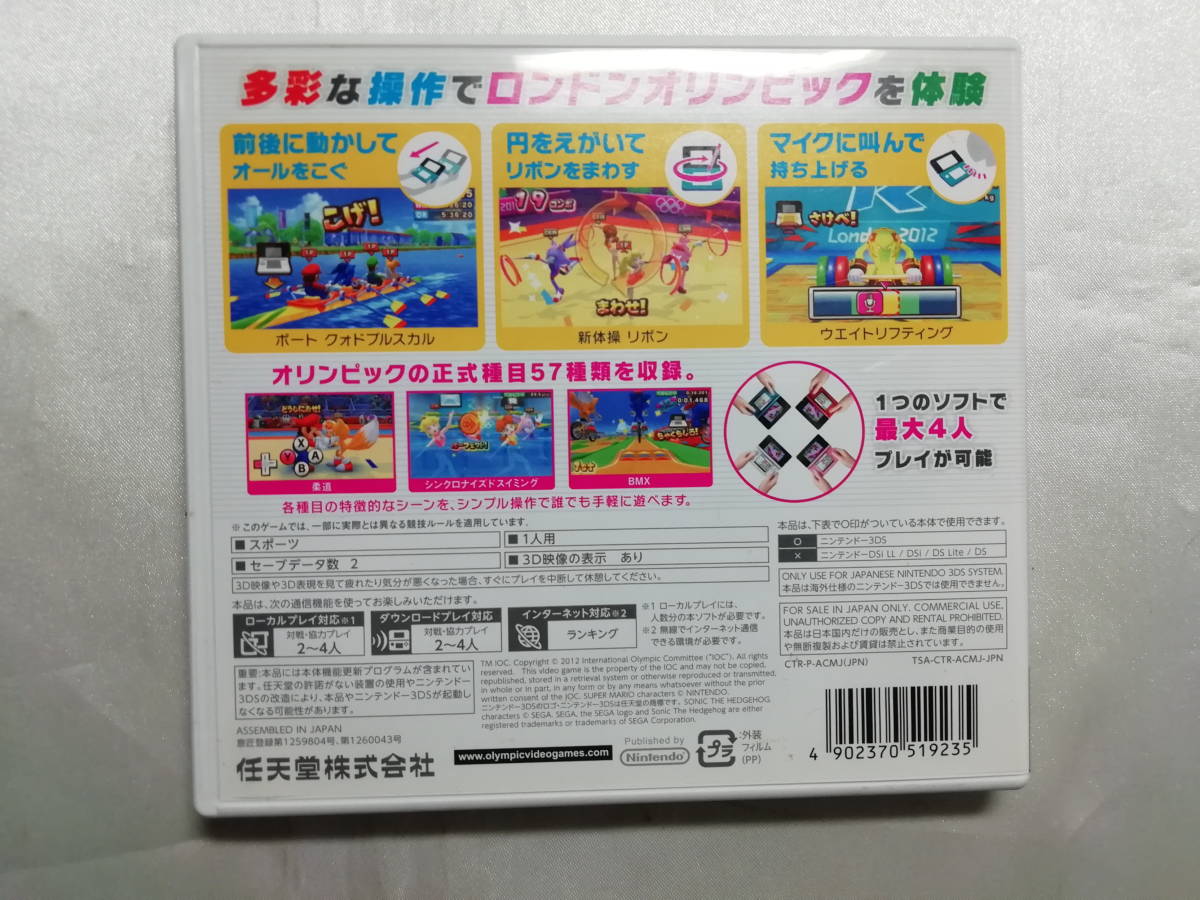 多彩な操作でロンドンオリンピックを体験
前後に動かして
オールをこぐ
こげ!
ボート クォドプルスカル
円をえがいて
リボンをまわす
19 コンボ
まわせ!
新体操 リボン
マイクに叫んで
持ち上げる
さけべ!
London 2012
ウエイトリフティング
オリンピックの正式種目57種類を収録。
X
Y A
B
柔道
シンクロナイズドスイミング
BMX
各種目の特徴的なシーンを、シンプル操作で誰でも手軽に遊べます。
1つのソフトで
最大4人
プレイが可能
※このゲームでは、一部に実際とは異なる競技ルールを適用しています。
■スポーツ
■1人用
■セーブデータ数 2
■3D映像の表示 あり
3D映像や3D表現を見て疲れたり気分が悪くなった場合、すぐにプレイを中断して休憩してください。
本品は、次の通信機能を使ってお楽しみいただけます。
ローカルプレイ対応※1
対戦・協力プレイ
2〜4人
ダウンロードプレイ対応
対戦・協力プレイ
2〜4人
インターネット対応※2
ランキング
※1 ローカルプレイには、
人数分の本ソフトが必要です。
※2 無線でインターネット通信
できる環境が必要です。
本品は、下表で○印がついている本体で使用できます。
○ ニンテンドー3DS
× ニンテンドーDSi LL / DSi / DS Lite / DS
ONLY USE FOR JAPANESE NINTENDO 3DS SYSTEM.
本品は海外仕様のニンテンドー3DSでは使用できません。
FOR SALE IN JAPAN ONLY. COMMERCIAL USE,
UNAUTHORIZED COPY AND RENTAL PROHIBITED.
本品は日本国内だけの販売とし、また商業目的の使用
や無断複製および賃貸は禁止されています。
CTR-P-ACMJ(JPN)
TSA-CTR-ACMJ-JPN
重要:本品には本体機能更新プログラムが含まれていま
す。任天堂の許諾がない装置の使用やニンテンドー
3DSの改造により、本品やニンテンドー3DSが起動し
なくなる可能性があります。
ASSEMBLED IN JAPAN
意匠登録第1259804号、第1260043号
任天堂株式会社
TM IOC. Copyright © 2012 International Olympic Committee ("IOC"). All rights
reserved. This video game is the property of the IOC and may not be copied,
republished, stored in a retrieval system or otherwise reproduced or transmitted,
in whole or in part, in any form or by any means whatsoever without the prior
written consent of the IOC. SUPER MARIO characters © NINTENDO.
ニンテンドー3DSのロゴ・ニンテンドー3DSは任天堂の商標です。SONIC THE HEDGEHOG
characters © SEGA. SEGA, the SEGA logo and Sonic The Hedgehog are either
registered trademarks or trademarks of SEGA Corporation.
www.olympicvideogames.com
Published by
Nintendo
プラ
:外装
フィルム
(PP)
4 902370 519235